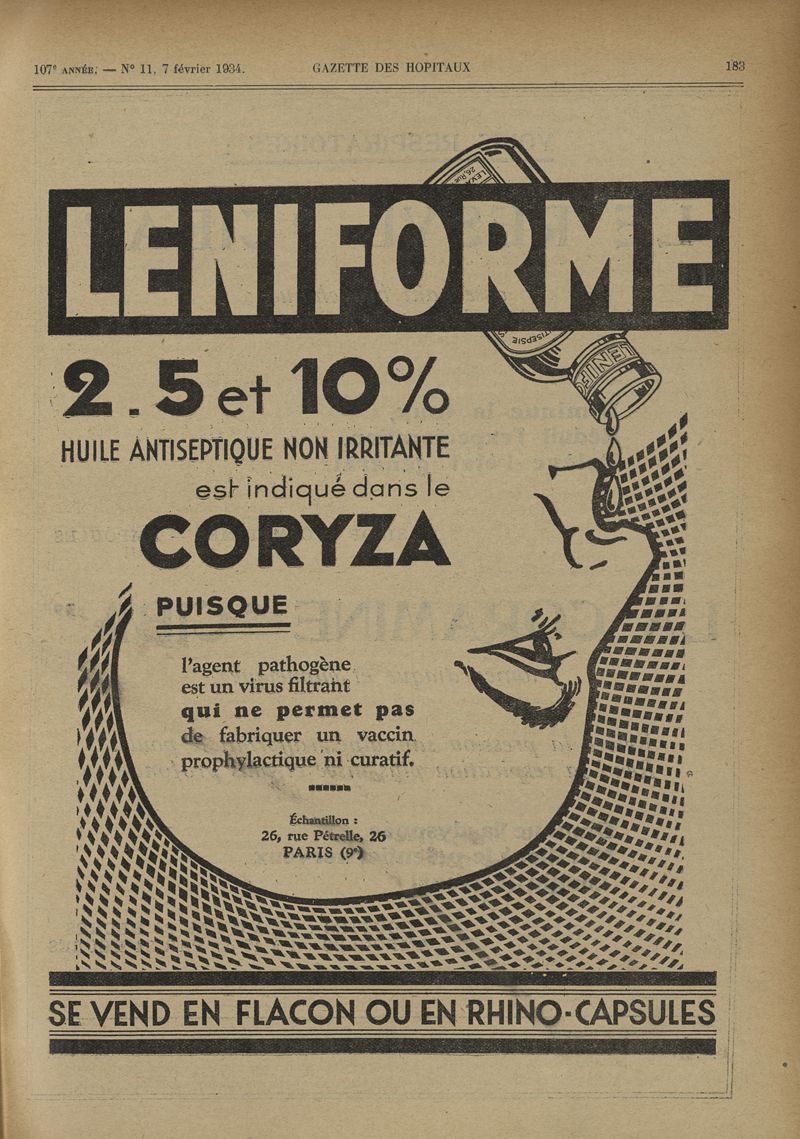 107e ANNÉE. — No 11, 7 février 1934. GAZETTE DES HOPITAUX 183
LENIFORME
ANTISEPSIE
LENIFO
2.5 et 10%
HUILE ANTISEPTIQUE NON IRRITANTE
est indiqué dans le
CORYZA
PUISQUE
l'agent pathogène
est un virus filtrant
qui ne permet pas
de fabriquer un vaccin
prophylactique ni curatif.
Échantillon :
26, rue Pétrelle, 26
PARIS (9e)
SE VEND EN FLACON OU EN RHINO-CAPSULES